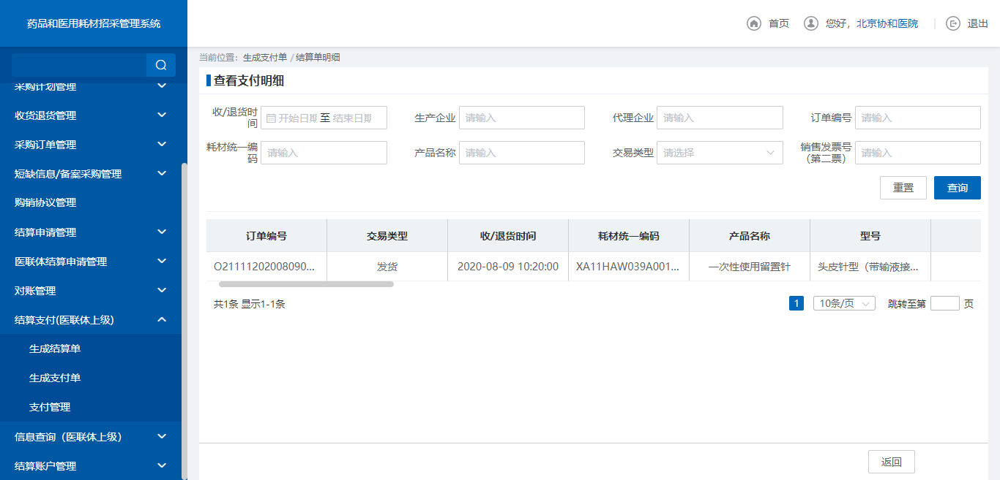 药品和医用耗材招采管理系统
首页
您好，北京协和医院
退出
采购计划管理
收货退货管理
采购订单管理
短缺信息/备案采购管理
购销协议管理
结算申请管理
医联体结算申请管理
对账管理
结算支付(医联体上级)
生成结算单
生成支付单
支付管理
信息查询（医联体上级）
结算账户管理
当前位置：生成支付单 / 结算单明细
查看支付明细
收/退货时间 开始日期 至 结束日期
生产企业 请输入
代理企业 请输入
订单编号 请输入
耗材统一编码 请输入
产品名称 请输入
交易类型 请选择
销售发票号（第二票） 请输入
重置 查询
订单编号 交易类型 收/退货时间 耗材统一编码 产品名称 型号
O21111202008090... 发货 2020-08-09 10:20:00 XA11HAW039A001... 一次性使用留置针 头皮针型（带输液接...
共1条 显示1-1条 1 10条/页 跳转至第 页
返回